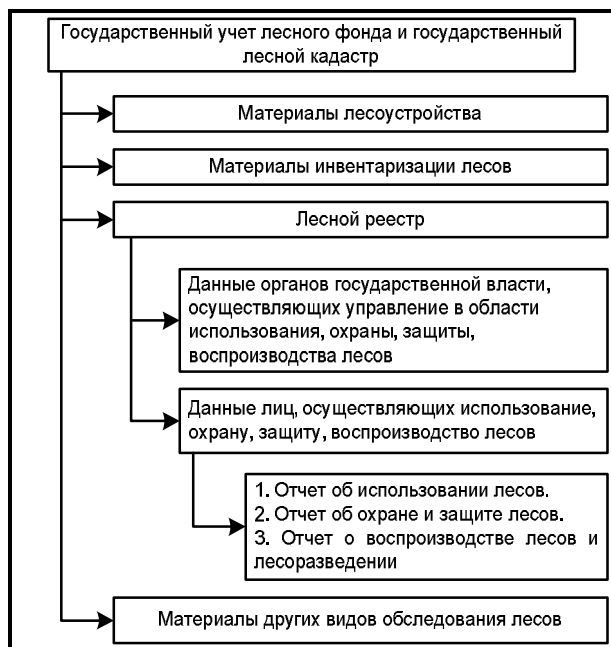 Государственный учет лесного фонда и государственный
лесной кадастр
Материалы лесоустройства
Материалы инвентаризации лесов
Лесной реестр
Данные органов государственной власти,
осуществляющих управление в области
использования, охраны, защиты,
воспроизводства лесов
Данные лиц, осуществляющих использование,
охрану, защиту, воспроизводство лесов
1. Отчет об использовании лесов.
2. Отчет об охране и защите лесов.
3. Отчет о воспроизводстве лесов и
лесоразведении
Материалы других видов обследования лесов